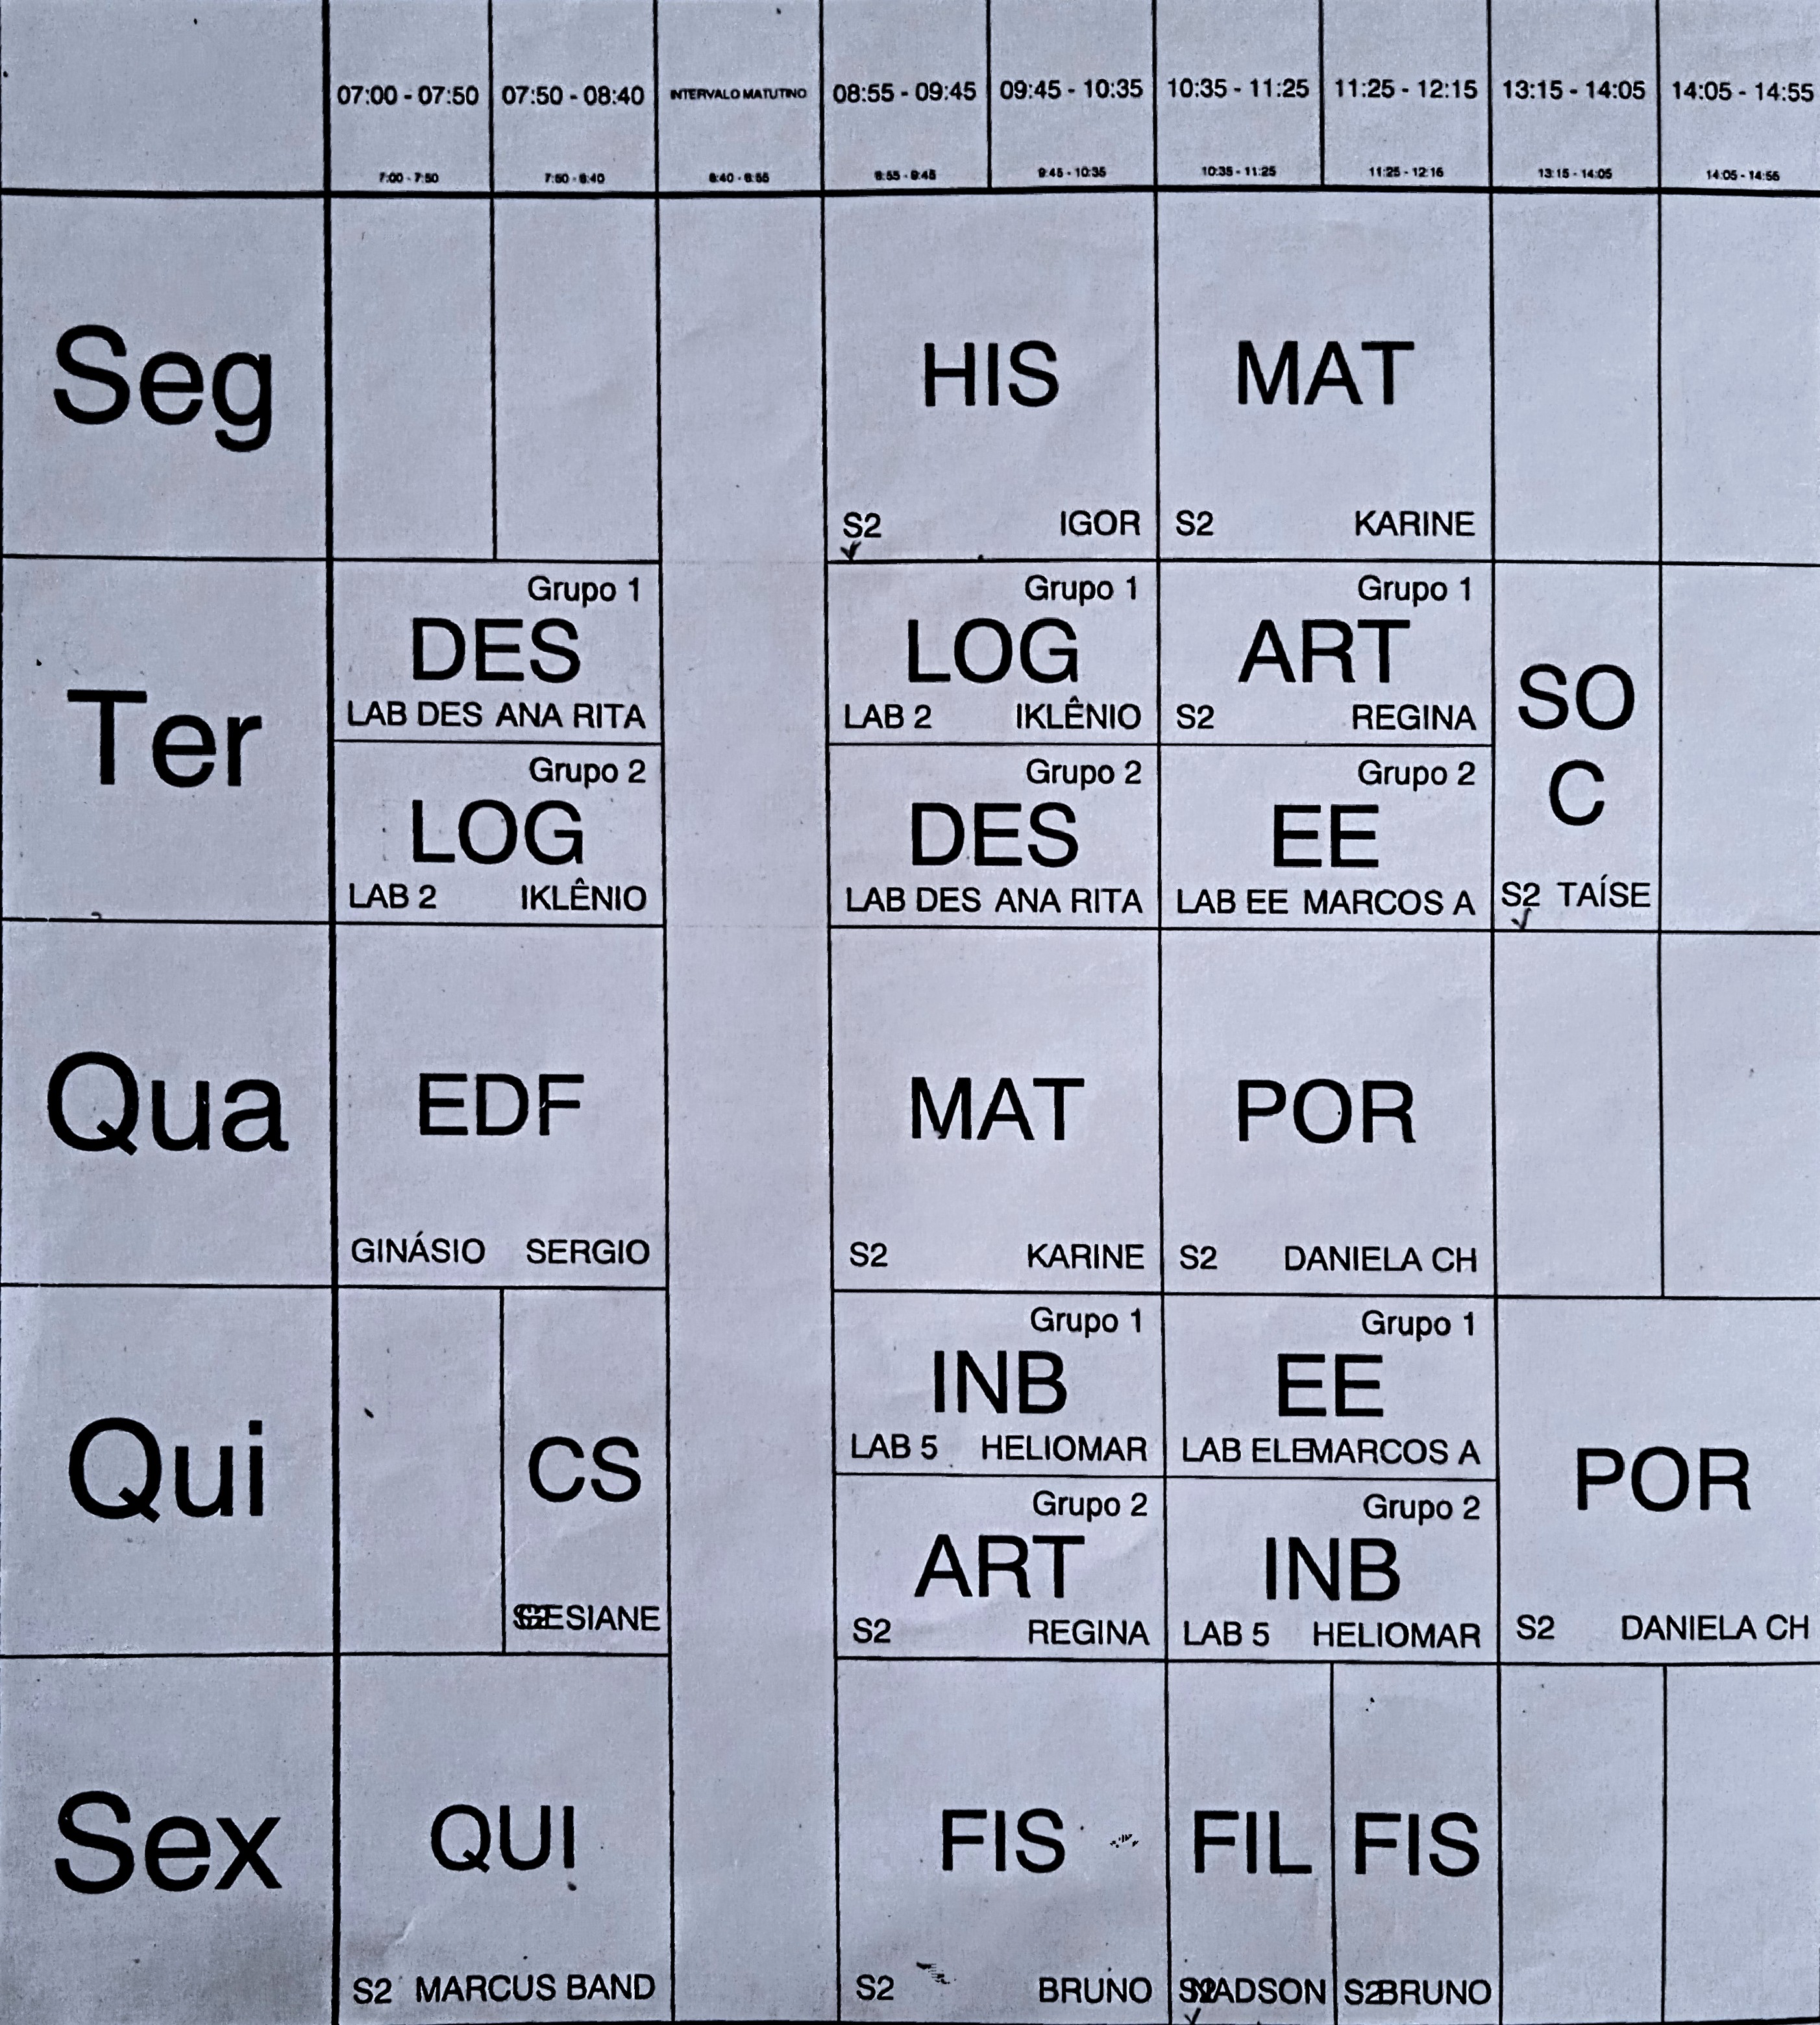 07:00 - 07:50 07:50 - 08:40 INTERVALO MATUTINO 08:55 - 09:45 09:45 - 10:35 10:35 - 11:25 11:25 - 12:15 13:15 - 14:05 14:05 - 14:55
7:00 - 7:50 7:50 - 8:40 8:40 - 8:55 8:55 - 9:45 9:45 - 10:35 10:35 - 11:25 11:25 - 12:15 13:15 - 14:05 14:05 - 14:55
Seg
HIS
S2 IGOR
MAT
S2 KARINE
Ter
Grupo 1
DES
LAB DES ANA RITA
Grupo 2
LOG
LAB 2 IKLÊNIO
Grupo 1
LOG
LAB 2 IKLÊNIO
Grupo 2
DES
LAB DES ANA RITA
Grupo 1
ART
S2 REGINA
Grupo 2
EE
LAB EE MARCOS A
SO
C
S2 TAÍSE
Qua
EDF
GINÁSIO SERGIO
MAT
S2 KARINE
POR
S2 DANIELA CH
Qui
CS
Grupo 1
INB
LAB 5 HELIOMAR
Grupo 2
ART
S2 REGINA
Grupo 1
EE
LAB ELEMARCOS A
Grupo 2
INB
LAB 5 HELIOMAR
POR
S2 DANIELA CH
Sex
QUI
S2 MARCUS BAND
FIS
S2 BRUNO
FIL
FIS
S2 BRUNO